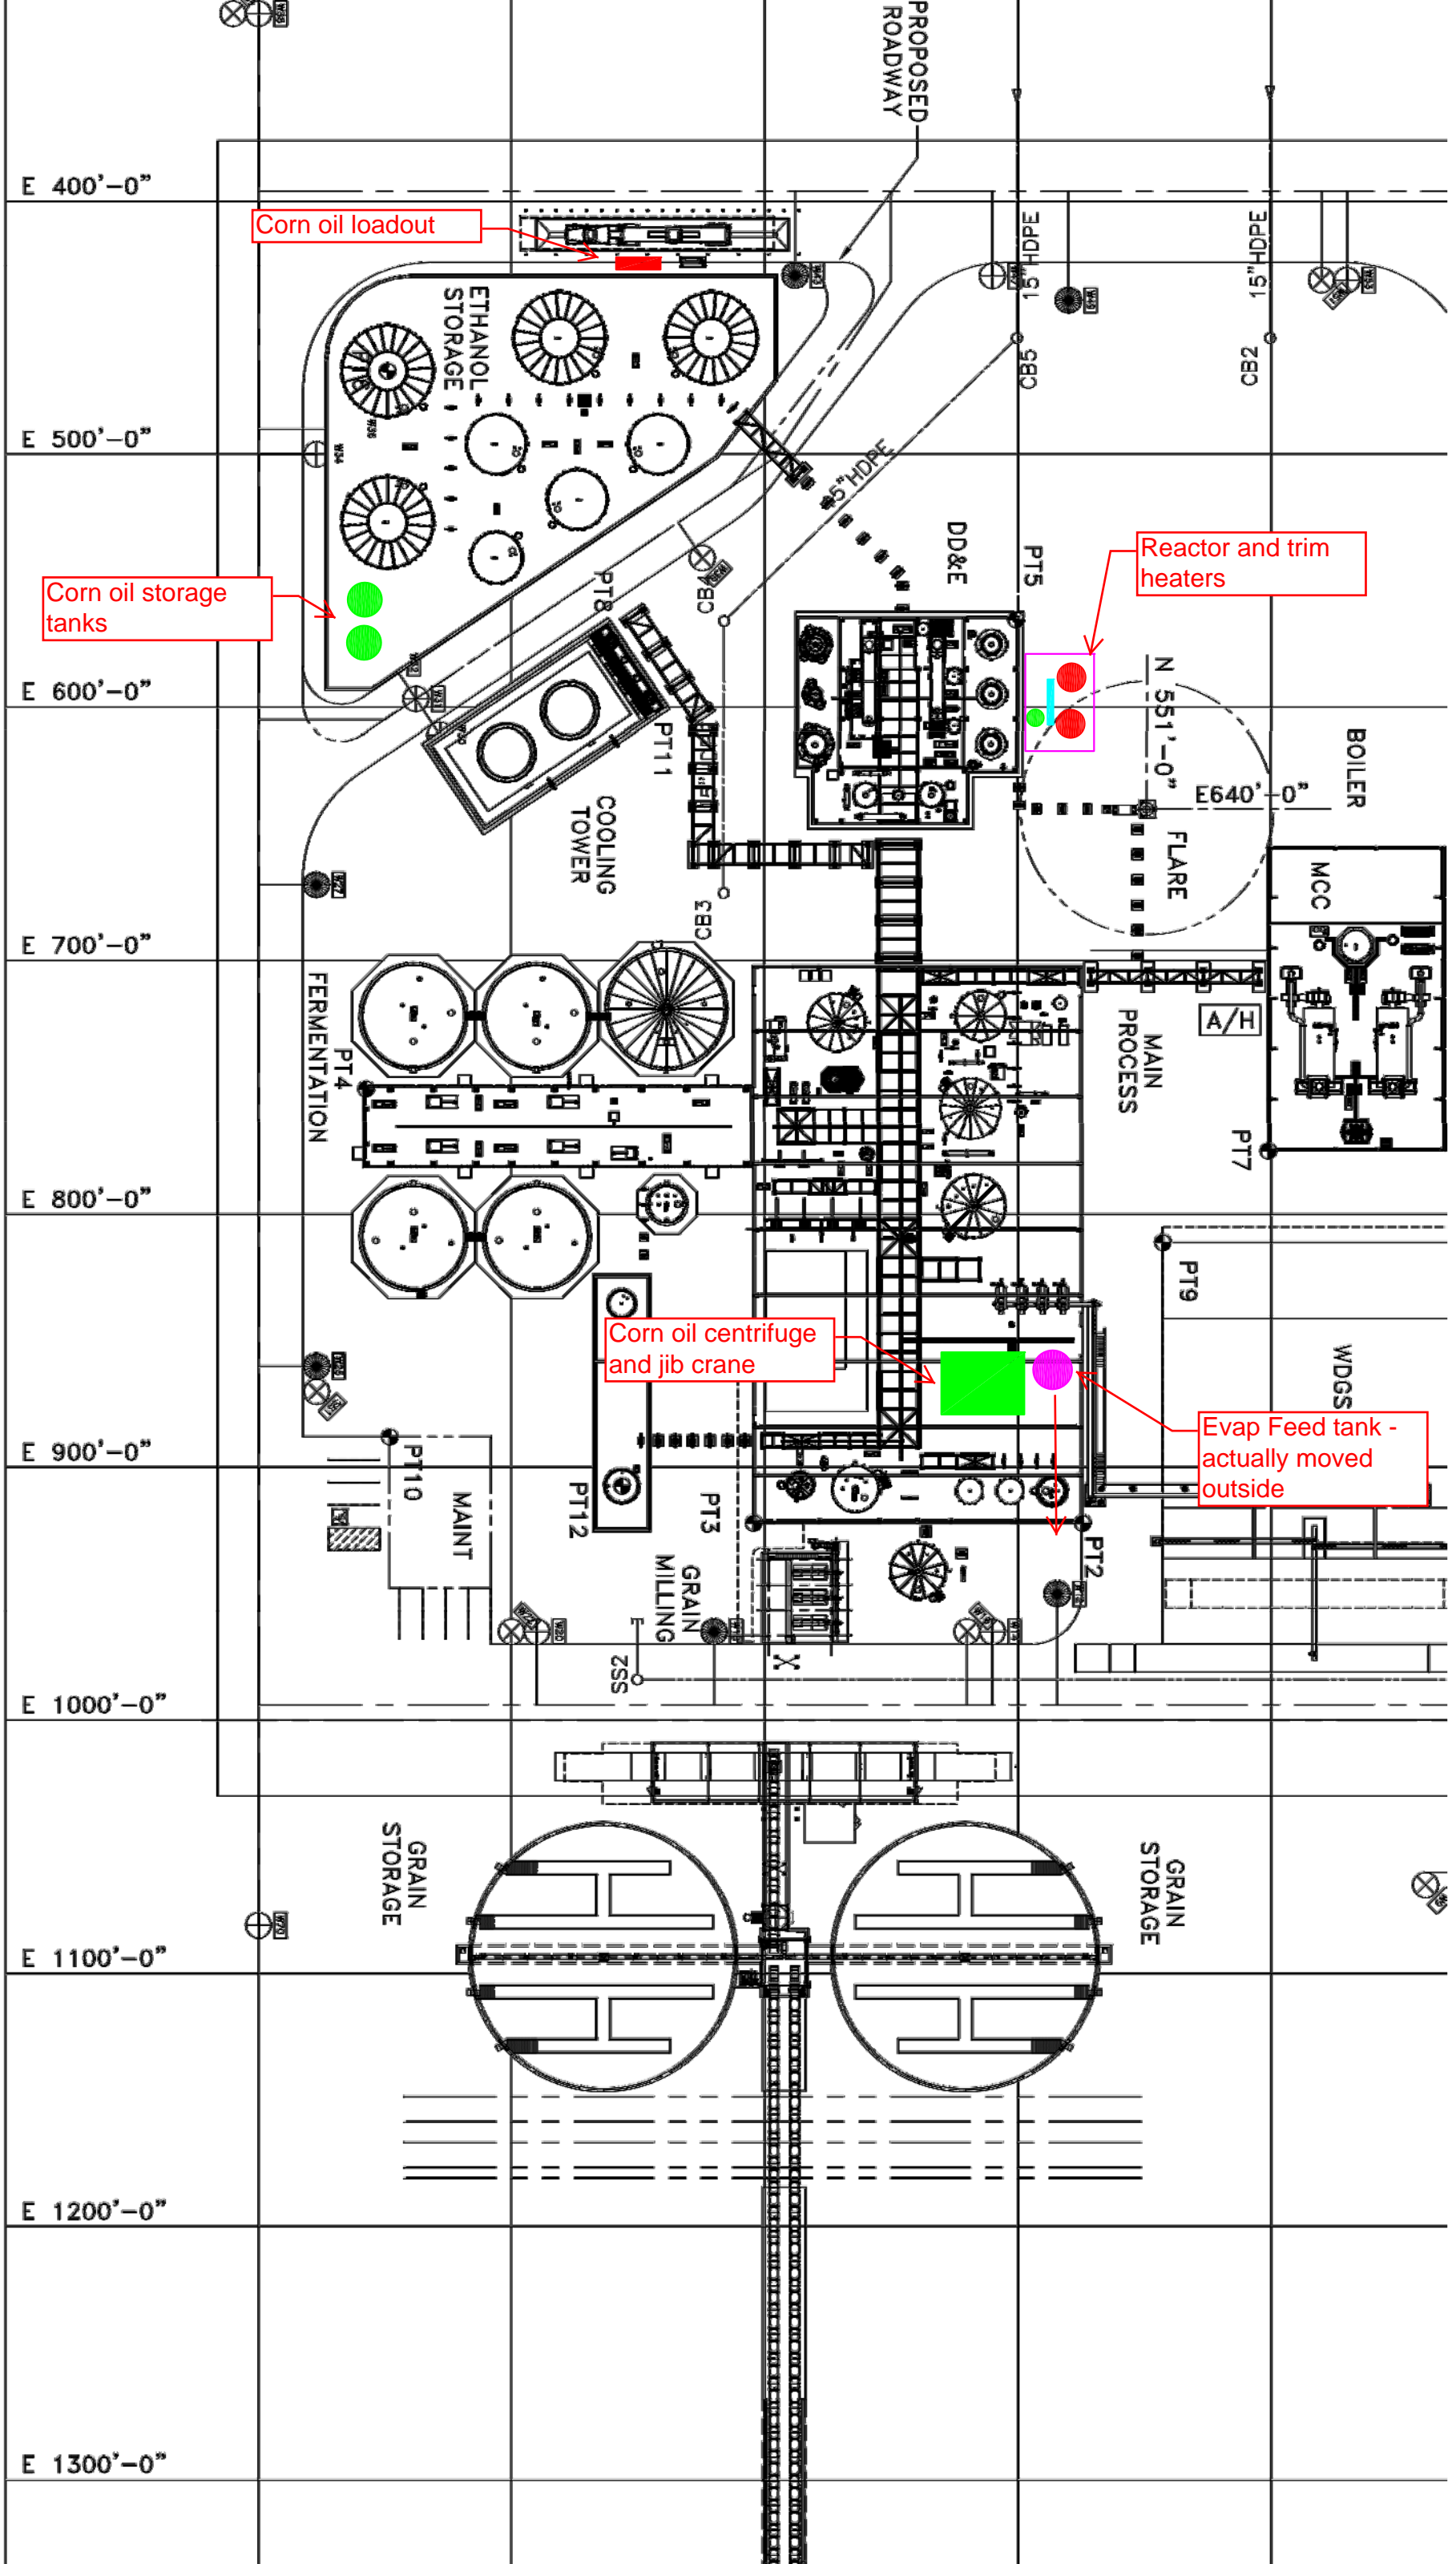 PROPOSED
ROADWAY
E 400'-0"
Corn oil loadout
15"HDPE
15"HDPE
ETHANOL
STORAGE
CB5
CB2
E 500'-0"
W36
W34
5"HDPE
DD&E
PT5
Reactor and trim
heaters
Corn oil storage
tanks
PT8
CB4
N 551'-0"
E 600'-0"
PT11
BOILER
E640'-0"
COOLING
TOWER
FLARE
MCC
CB3
E 700'-0"
FERMENTATION
PT4
A/H
MAIN
PROCESS
PT7
E 800'-0"
PT9
Corn oil centrifuge
and jib crane
WDGS
Evap Feed tank -
actually moved
outside
E 900'-0"
PT10
MAINT
PT12
PT3
PT2
GRAIN
MILLING
SS2
E 1000'-0"
GRAIN
STORAGE
GRAIN
STORAGE
E 1100'-0"
E 1200'-0"
E 1300'-0"